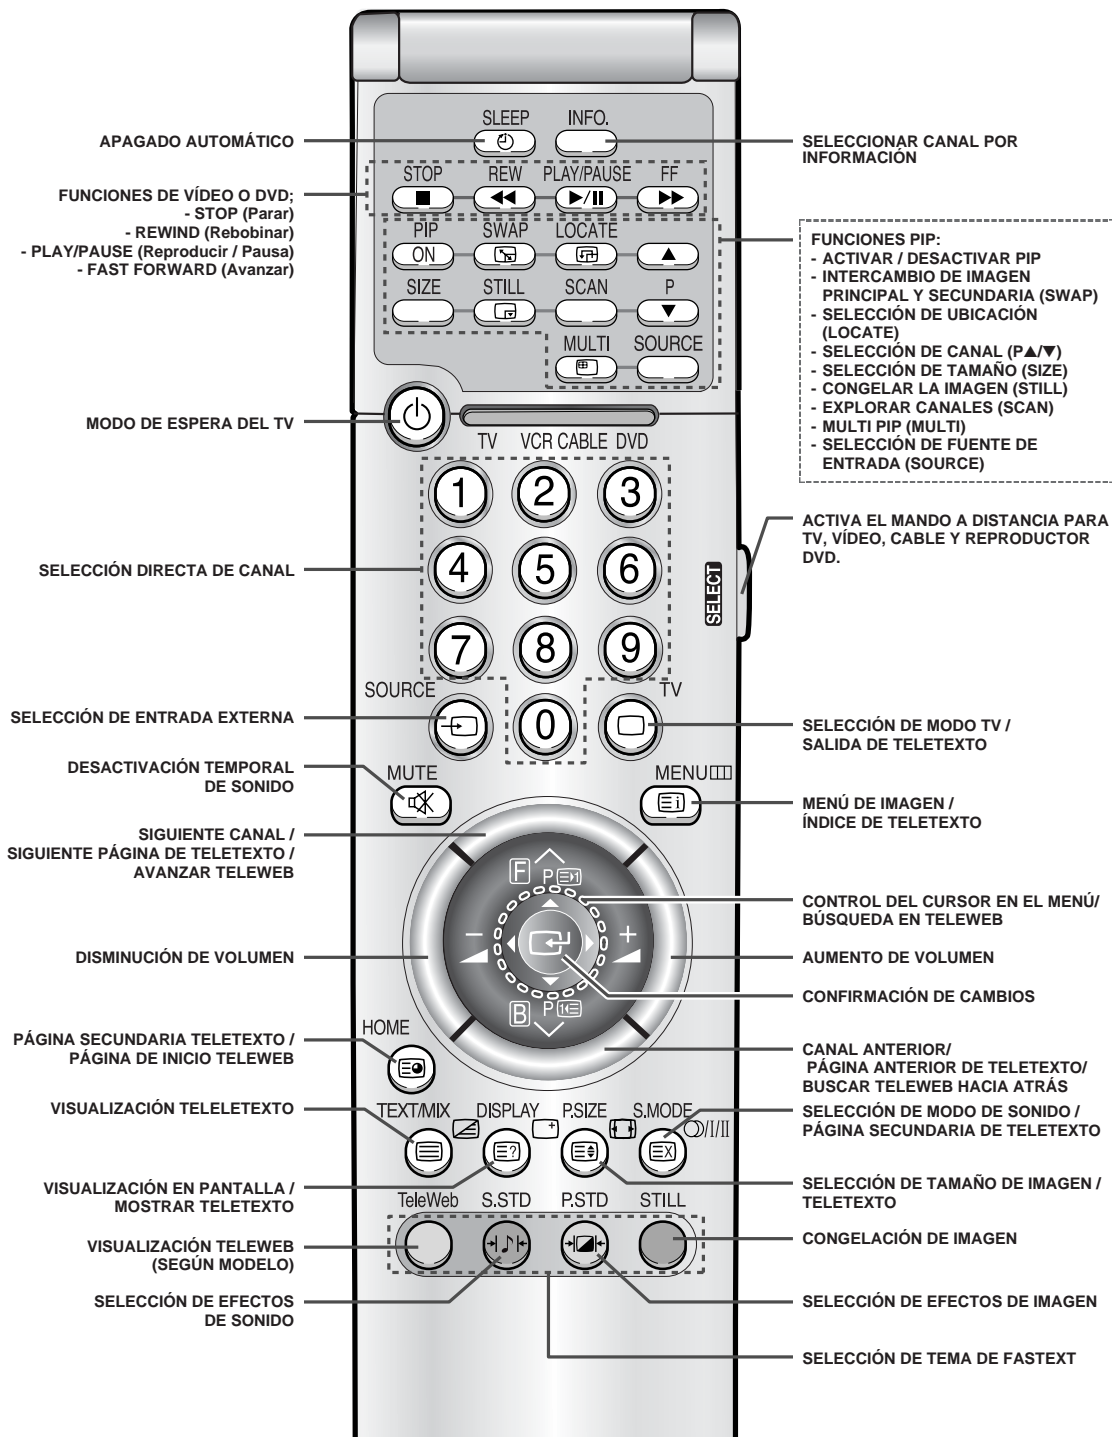 SLEEP INFO.
APAGADO AUTOMÁTICO
SELECCIONAR CANAL POR
INFORMACIÓN
STOP REW PLAY/PAUSE FF
FUNCIONES DE VÍDEO O DVD;
- STOP (Parar)
- REWIND (Rebobinar)
- PLAY/PAUSE (Reproducir / Pausa)
- FAST FORWARD (Avanzar)
PIP SWAP LOCATE
ON
SIZE STILL SCAN P
MULTI SOURCE
FUNCIONES PIP:
- ACTIVAR / DESACTIVAR PIP
- INTERCAMBIO DE IMAGEN
PRINCIPAL Y SECUNDARIA (SWAP)
- SELECCIÓN DE UBICACIÓN
(LOCATE)
- SELECCIÓN DE CANAL (P▲/▼)
- SELECCIÓN DE TAMAÑO (SIZE)
- CONGELAR LA IMAGEN (STILL)
- EXPLORAR CANALES (SCAN)
- MULTI PIP (MULTI)
- SELECCIÓN DE FUENTE DE
ENTRADA (SOURCE)
MODO DE ESPERA DEL TV
TV VCR CABLE DVD
1 2 3
ACTIVA EL MANDO A DISTANCIA PARA
TV, VÍDEO, CABLE Y REPRODUCTOR
DVD.
SELECCIÓN DIRECTA DE CANAL
4 5 6
SELECT
7 8 9
SOURCE TV
0
SELECCIÓN DE ENTRADA EXTERNA
SELECCIÓN DE MODO TV /
SALIDA DE TELETEXTO
DESACTIVACIÓN TEMPORAL
DE SONIDO
MUTE MENU
i
MENÚ DE IMAGEN /
ÍNDICE DE TELETEXTO
SIGUIENTE CANAL /
SIGUIENTE PÁGINA DE TELETEXTO /
AVANZAR TELEWEB
F P 1
CONTROL DEL CURSOR EN EL MENÚ/
BÚSQUEDA EN TELEWEB
− +
DISMINUCIÓN DE VOLUMEN
AUMENTO DE VOLUMEN
CONFIRMACIÓN DE CAMBIOS
B P 1
HOME
PÁGINA SECUNDARIA TELETEXTO /
PÁGINA DE INICIO TELEWEB
CANAL ANTERIOR/
PÁGINA ANTERIOR DE TELETEXTO/
BUSCAR TELEWEB HACIA ATRÁS
VISUALIZACIÓN TELELETEXTO
TEXT/MIX DISPLAY P.SIZE S.MODE
? X /I/II
SELECCIÓN DE MODO DE SONIDO /
PÁGINA SECUNDARIA DE TELETEXTO
VISUALIZACIÓN EN PANTALLA /
MOSTRAR TELETEXTO
SELECCIÓN DE TAMAÑO DE IMAGEN /
TELETEXTO
TeleWeb S.STD P.STD STILL
VISUALIZACIÓN TELEWEB
(SEGÚN MODELO)
CONGELACIÓN DE IMAGEN
SELECCIÓN DE EFECTOS
DE SONIDO
SELECCIÓN DE EFECTOS DE IMAGEN
SELECCIÓN DE TEMA DE FASTEXT